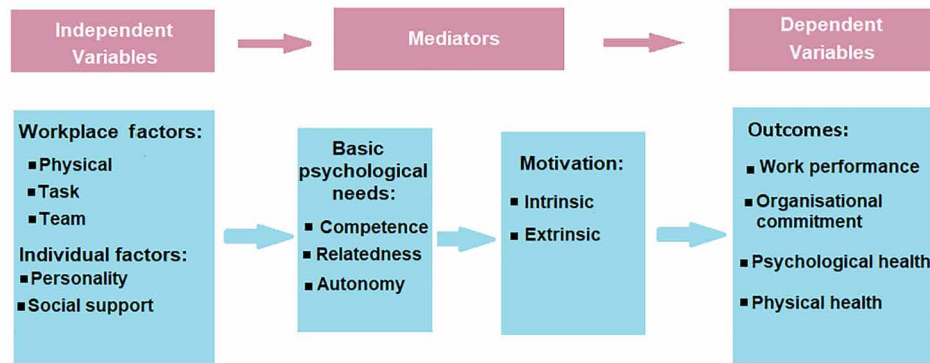 Independent
Variables
Mediators
Dependent
Variables
Workplace factors:
Physical
Task
Team
Individual factors:
Personality
Social support
Basic
psychological
needs:
Competence
Relatedness
Autonomy
Motivation:
Intrinsic
Extrinsic
Outcomes:
Work performance
Organisational
commitment
Psychological health
Physical health